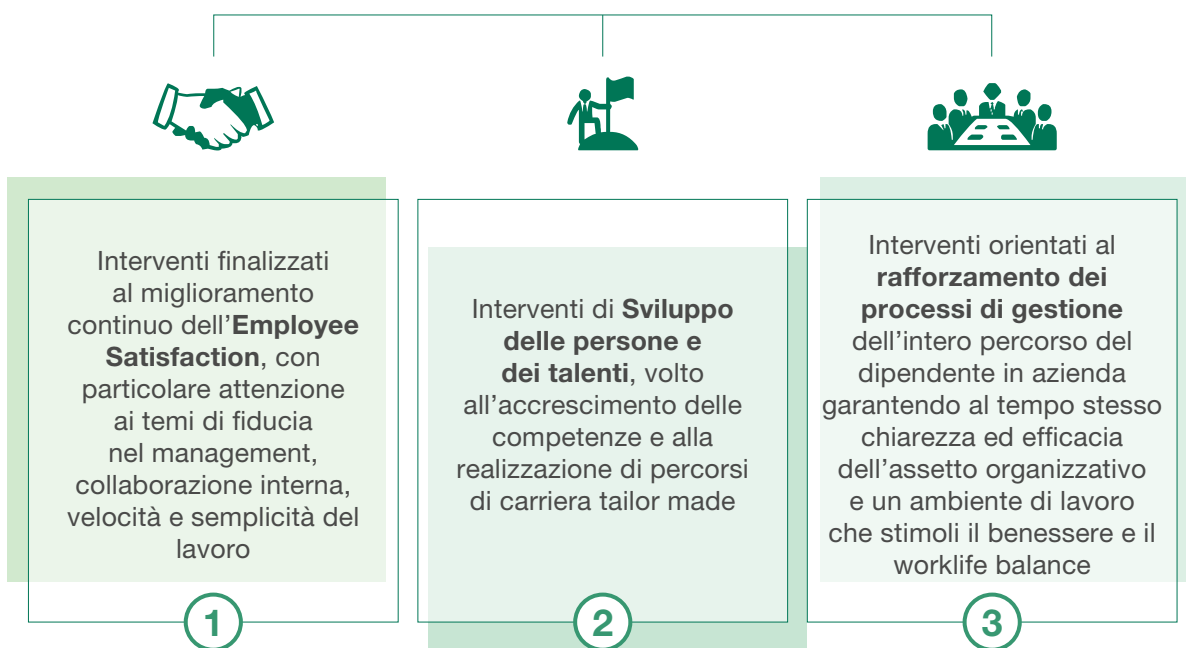 Interventi finalizzati
al miglioramento
continuo dell’Employee
Satisfaction, con
particolare attenzione
ai temi di fiducia
nel management,
collaborazione interna,
velocità e semplicità del
lavoro
1
Interventi di Sviluppo
delle persone e
dei talenti, volto
all’accrescimento delle
competenze e alla
realizzazione di percorsi
di carriera tailor made
2
Interventi orientati al
rafforzamento dei
processi di gestione
dell’intero percorso del
dipendente in azienda
garantendo al tempo stesso
chiarezza ed efficacia
dell’assetto organizzativo
e un ambiente di lavoro
che stimoli il benessere e il
worklife balance
3